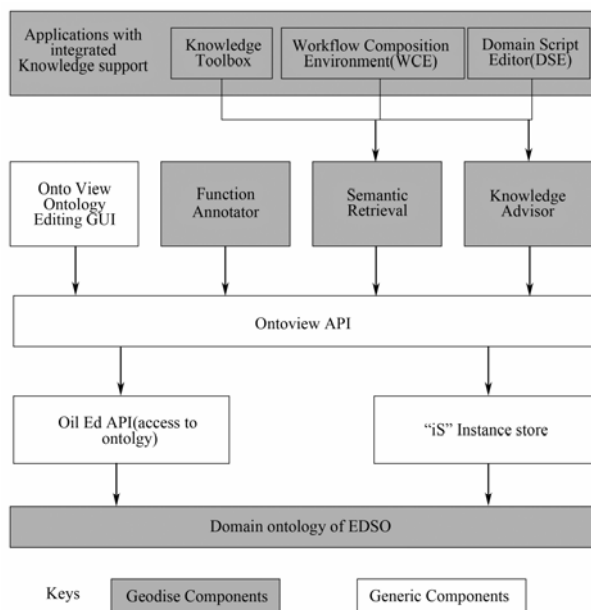 Applications with
integrated
Knowledge support
Knowledge
Toolbox
Workflow Composition
Environment(WCE)
Domain Script
Editor(DSE)
Onto View
Ontology
Editing GUI
Function
Annotator
Semantic
Retrieval
Knowledge
Advisor
Ontoview API
Oil Ed API(access to
ontolgy)
“iS” Instance store
Domain ontology of EDSO
Keys
Geodise Components
Generic Components